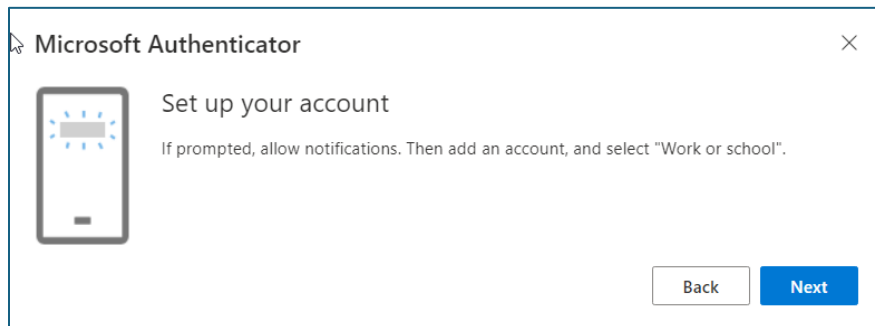 Microsoft Authenticator
Set up your account
If prompted, allow notifications. Then add an account, and select "Work or school".
Back
Next